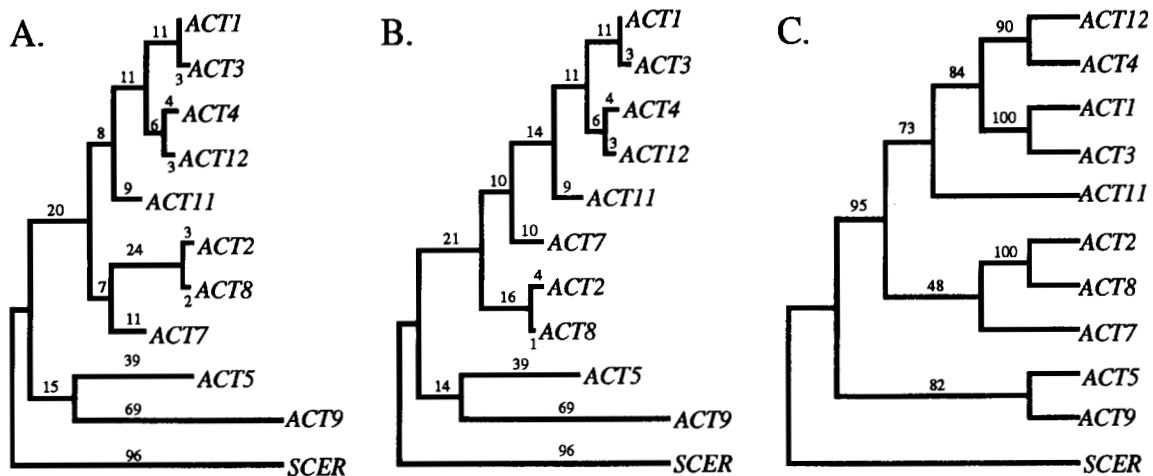 A.
11
ACT1
3
ACT3
11
4
ACT4
6
3
ACT12
8
9
ACT11
20
3
ACT2
24
2
ACT8
7
11
ACT7
39
ACT5
15
69
ACT9
96
SCER
B.
11
ACT1
3
ACT3
11
4
ACT4
6
3
ACT12
14
9
ACT11
10
10
ACT7
21
4
ACT2
16
1
ACT8
39
ACT5
14
69
ACT9
96
SCER
C.
90
ACT12
ACT4
84
ACT1
100
ACT3
73
ACT11
95
ACT2
100
ACT8
48
ACT7
ACT5
82
ACT9
SCER